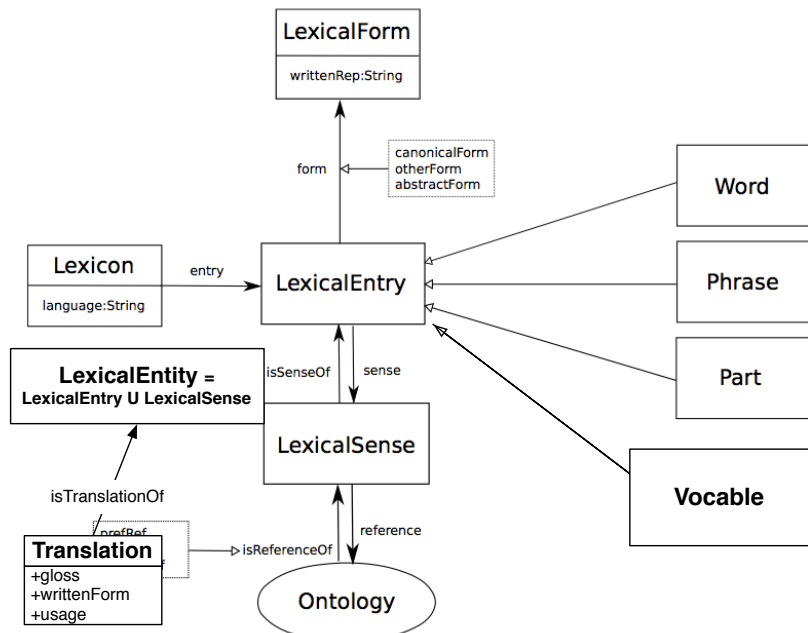 LexicalForm
writtenRep:String
form
canonicalForm
otherForm
abstractForm
Word
Lexicon
language:String
entry
LexicalEntry
Phrase
Part
LexicalEntity =
LexicalEntry U LexicalSense
isSenseOf
sense
LexicalSense
Vocable
isTranslationOf
prefRef
Translation
+gloss
+writtenForm
+usage
isReferenceOf
reference
Ontology